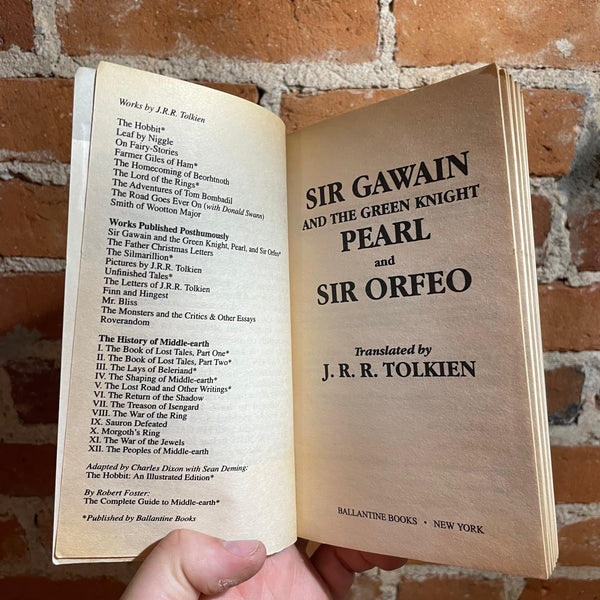 Works by J.R.R. Tolkien
The Hobbit*
Leaf by Niggle
On Fairy-Stories
Farmer Giles of Ham*
The Homecoming of Beorhtnoth
The Lord of the Rings*
The Adventures of Tom Bombadil
The Road Goes Ever On (with Donald Swann)
Smith of Wootton Major
Works Published Posthumously
Sir Gawain and the Green Knight, Pearl, and Sir Orfeo*
The Father Christmas Letters
The Silmarillion*
Pictures by J.R.R. Tolkien
Unfinished Tales*
The Letters of J.R.R. Tolkien
Finn and Hingest
Mr. Bliss
The Monsters and the Critics & Other Essays
Roverandom
The History of Middle-earth
I. The Book of Lost Tales, Part One*
II. The Book of Lost Tales, Part Two*
III. The Lays of Beleriand*
IV. The Shaping of Middle-earth*
V. The Lost Road and Other Writings*
VI. The Return of the Shadow
VII. The Treason of Isengard
VIII. The War of the Ring
IX. Sauron Defeated
X. Morgoth's Ring
XI. The War of the Jewels
XII. The Peoples of Middle-earth
Adapted by Charles Dixon with Sean Deming:
The Hobbit: An Illustrated Edition*
By Robert Foster:
The Complete Guide to Middle-earth*
*Published by Ballantine Books
SIR GAWAIN
AND THE GREEN KNIGHT
PEARL
and
SIR ORFEO
Translated by
J. R. R. TOLKIEN
BALLANTINE BOOKS • NEW YORK